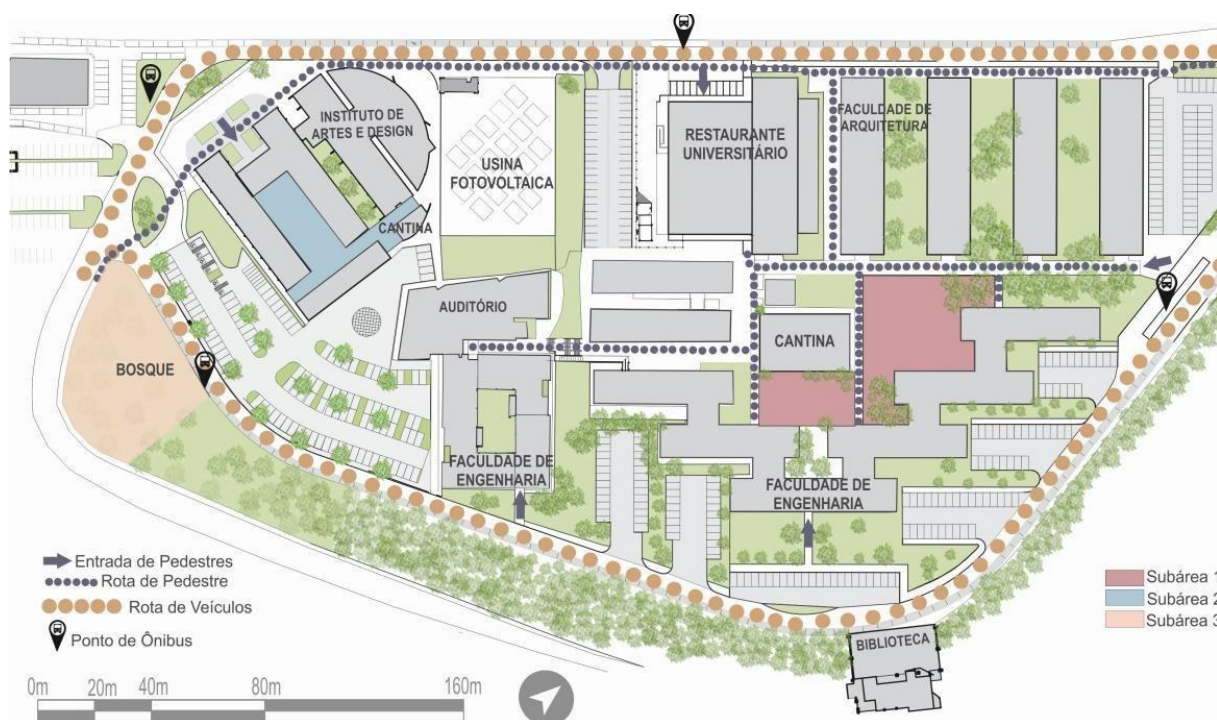 INSTITUTO DE
ARTES E DESIGN
USINA
FOTOVOLTAICA
RESTAURANTE
UNIVERSITÁRIO
FACULDADE DE
ARQUITETURA
CANTINA
AUDITÓRIO
CANTINA
BOSQUE
FACULDADE DE
ENGENHARIA
FACULDADE DE
ENGENHARIA
BIBLIOTECA
Entrada de Pedestres
Rota de Pedestre
Rota de Veículos
Ponto de Ônibus
Subárea 1
Subárea 2
Subárea 3
0m 20m 40m 80m 160m